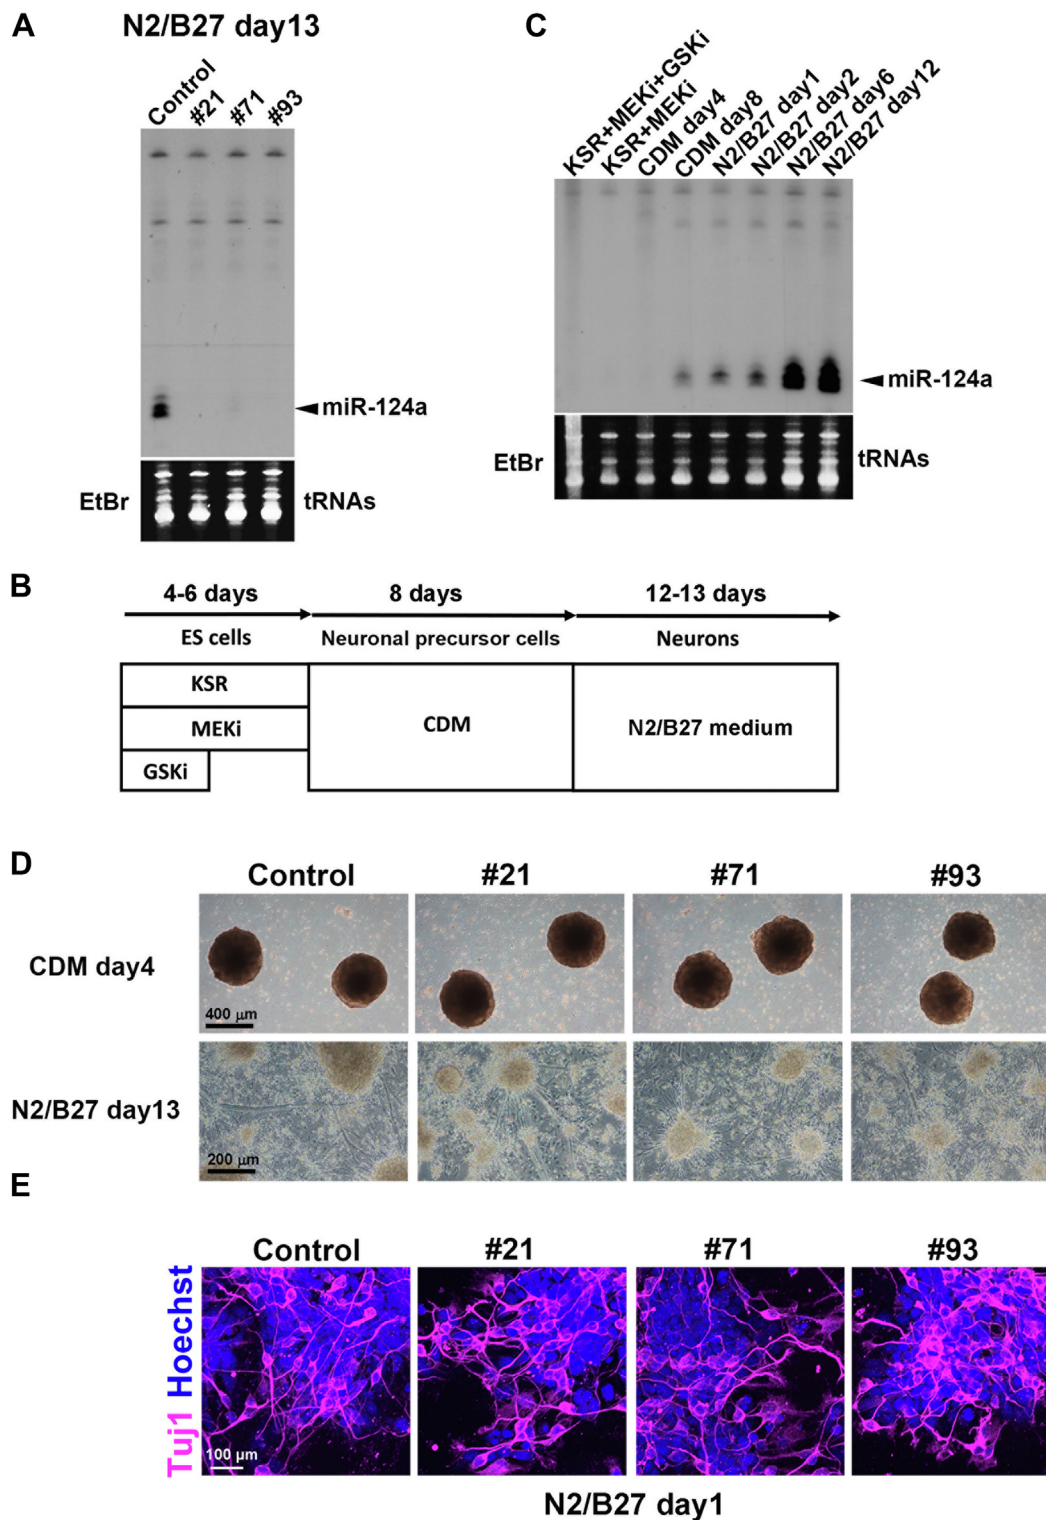 A
N2/B27 day13
Control
#21
#71
#93
miR-124a
EtBr
tRNAs
C
KSR+MEKi+GSKi
KSR+MEKi
CDM day4
CDM day8
N2/B27 day1
N2/B27 day2
N2/B27 day6
N2/B27 day12
miR-124a
EtBr
tRNAs
B
4-6 days
8 days
12-13 days
ES cells
Neuronal precursor cells
Neurons
KSR
MEKi
GSKi
CDM
N2/B27 medium
D
Control
#21
#71
#93
CDM day4
400 μm
N2/B27 day13
200 μm
E
Control
#21
#71
#93
Tuj1 Hoechst
100 μm
N2/B27 day1